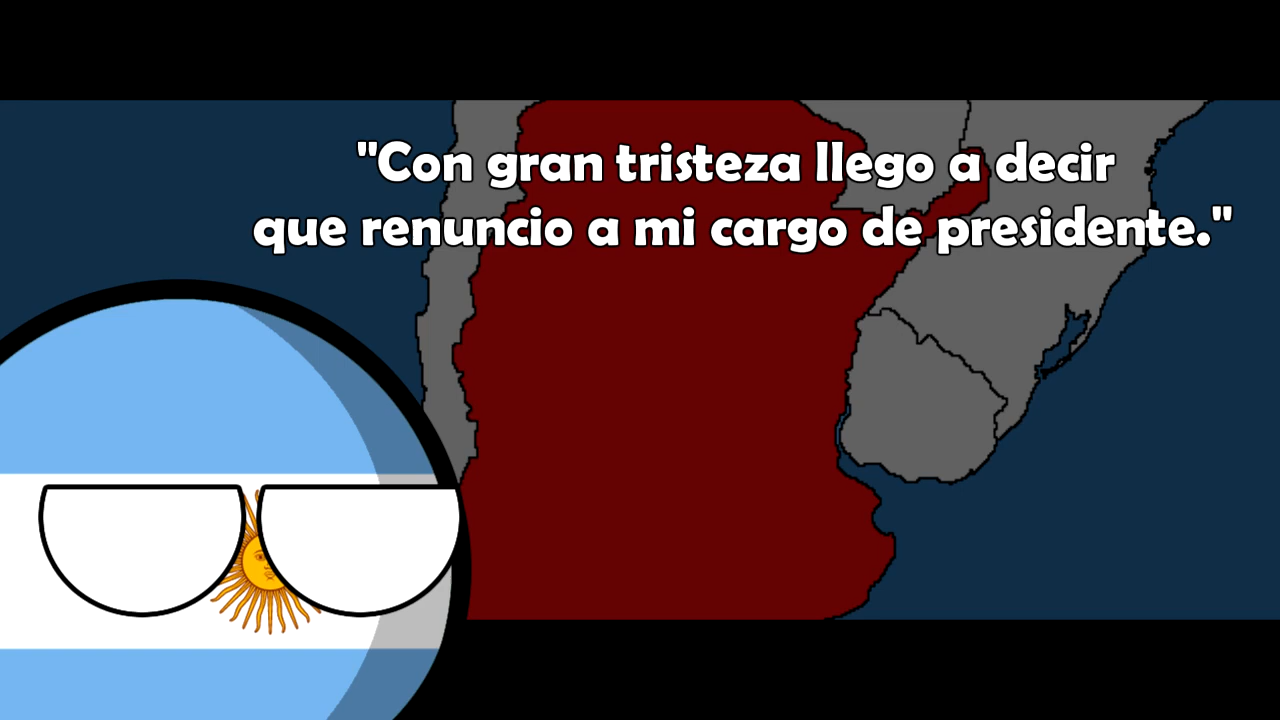 "Con gran tristeza llego a decir
que renuncio a mi cargo de presidente."